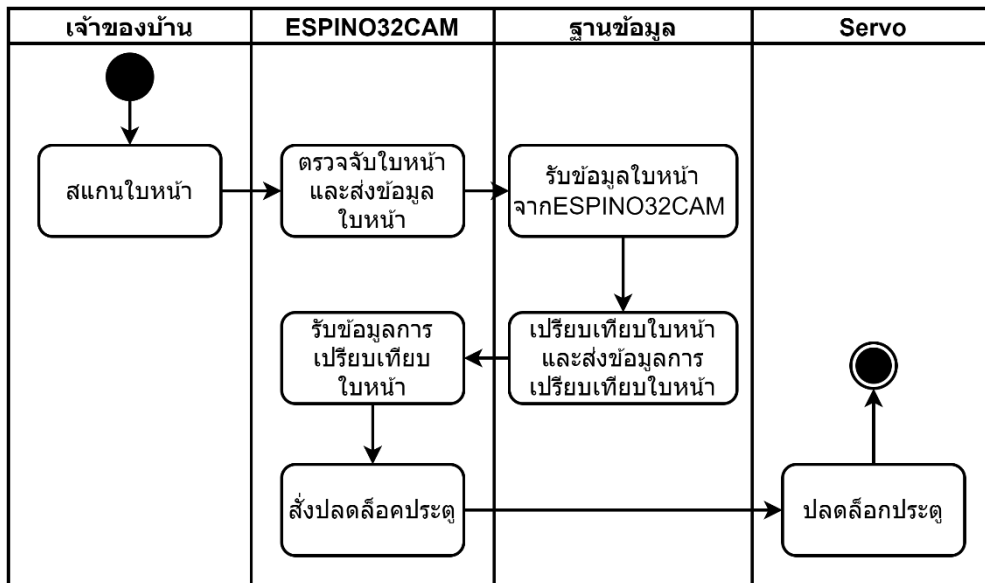 เจ้าของบ้าน
ESPINO32CAM
ฐานข้อมูล
Servo
สแกนใบหน้า
ตรวจจับใบหน้า
และส่งข้อมูล
ใบหน้า
รับข้อมูลใบหน้า
จากESPINO32CAM
รับข้อมูลการ
เปรียบเทียบ
ใบหน้า
เปรียบเทียบใบหน้า
และส่งข้อมูลการ
เปรียบเทียบใบหน้า
สั่งปลดล็อคประตู
ปลดล็อกประตู